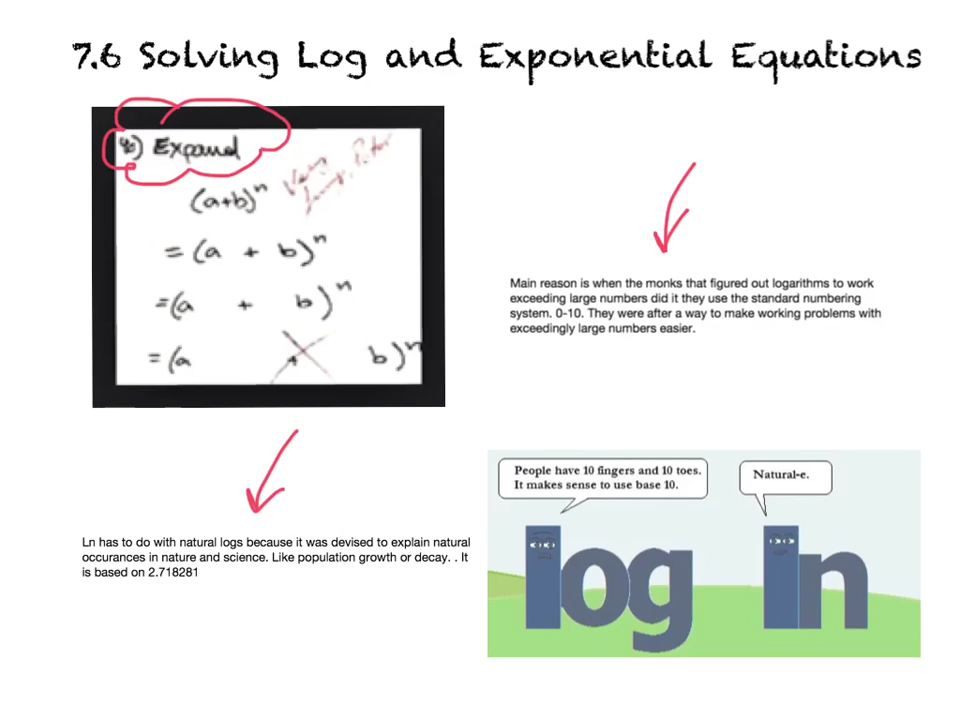 7.6 Solving Log and Exponential Equations
Expand
(a+b)ⁿ
= (a + b)ⁿ
=(a + b)ⁿ
= (a + b)ⁿ
Very funny, Peter
Main reason is when the monks that figured out logarithms to work
exceeding large numbers did it they use the standard numbering
system. 0-10. They were after a way to make working problems with
exceedingly large numbers easier.
People have 10 fingers and 10 toes.
It makes sense to use base 10.
Natural-e.
log ln
Ln has to do with natural logs because it was devised to explain natural
occurances in nature and science. Like population growth or decay. . It
is based on 2.718281